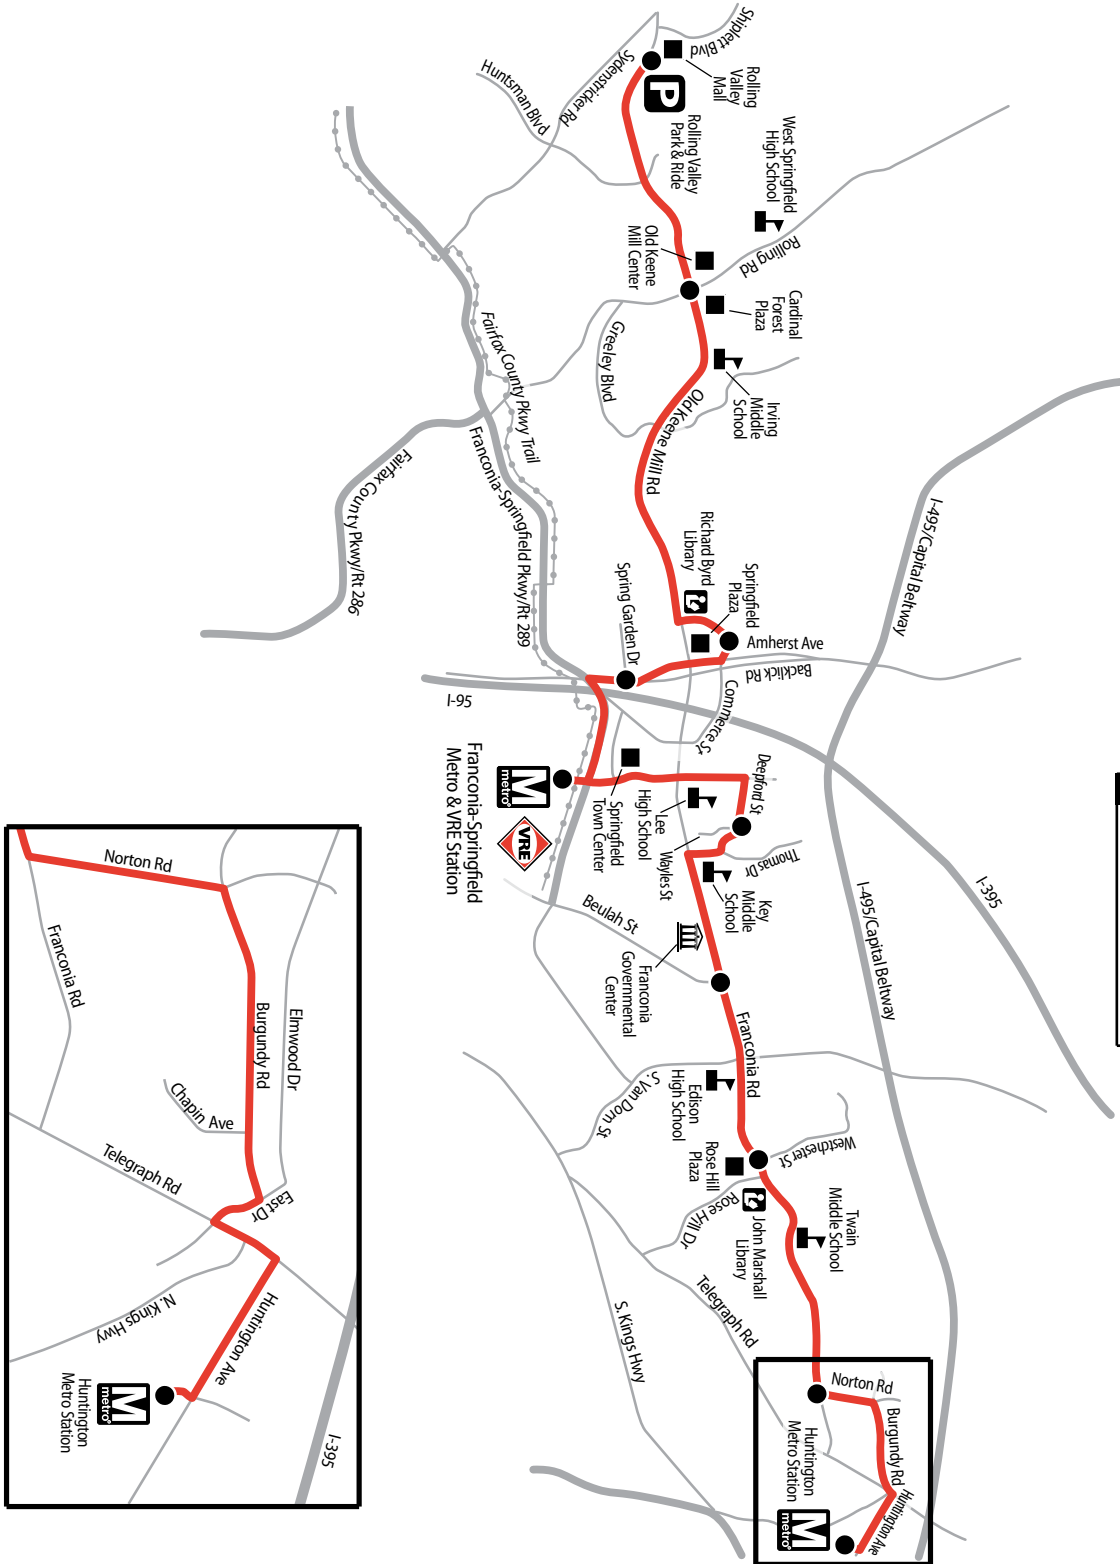 Shiplett Blvd
Rolling
Valley
Mall
Sydenstricker Rd
Huntsman Blvd
P
Rolling Valley
Park & Ride
West Springfield
High School
Rolling Rd
Old Keene
Mill Center
Cardinal
Forest
Plaza
Greeley Blvd
Irving
Middle
School
Old Keene Mill Rd
Fairfax County Pkwy Trail
Franconia-Springfield Pkwy/Rt 289
Fairfax County Pkwy/Rt 286
I-495/Capital Beltway
Richard Byrd
Library
Springfield
Plaza
Spring Garden Dr
Amherst Ave
Backlick Rd
Commerce St
I-95
Franconia-Springfield
Metro & VRE Station
M
metro
VRE
Springfield
Town Center
Lee
High School
Deepford St
Wayles St
Thomas Dr
Key
Middle
School
Beulah St
Franconia
Governmental
Center
I-395
I-495/Capital Beltway
Franconia Rd
S. Van Dorn St
Edison
High School
Rose Hill
Plaza
Westchester St
Rose Hill Dr
John Marshall
Library
Twain
Middle School
Telegraph Rd
S. Kings Hwy
Norton Rd
Burgundy Rd
Huntington Ave
Huntington
Metro Station
M
metro
Norton Rd
Franconia Rd
Burgundy Rd
Elmwood Dr
Chapin Ave
Telegraph Rd
East Dr
N. Kings Hwy
Huntington Ave
Huntington
Metro Station
M
metro
I-395